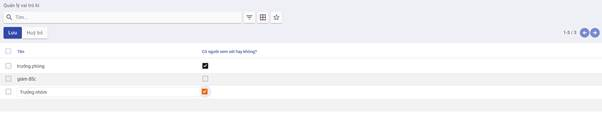 Quản lý vai trò kí
Tìm...
Lưu Huỷ bỏ 1-3 / 3
Tên Có người xem xét hay không?
trưởng phòng
giám đốc
Trưởng nhóm